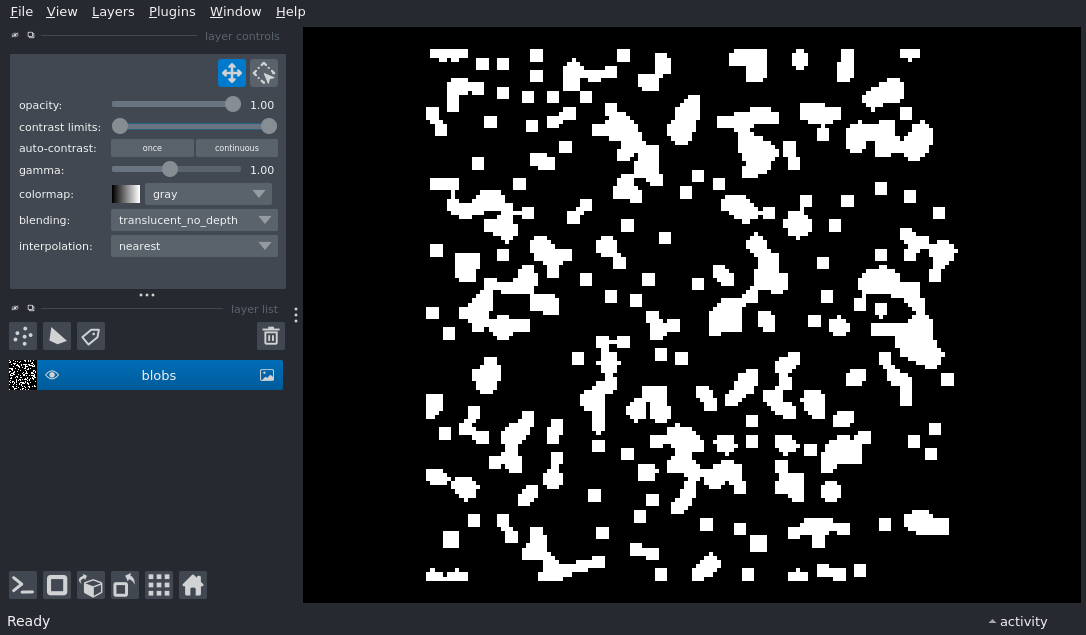 File View Layers Plugins Window Help
layer controls
opacity: 1.00
contrast limits:
auto-contrast: once continuous
gamma: 1.00
colormap: gray
blending: translucent_no_depth
interpolation: nearest
layer list
blobs
Ready
activity